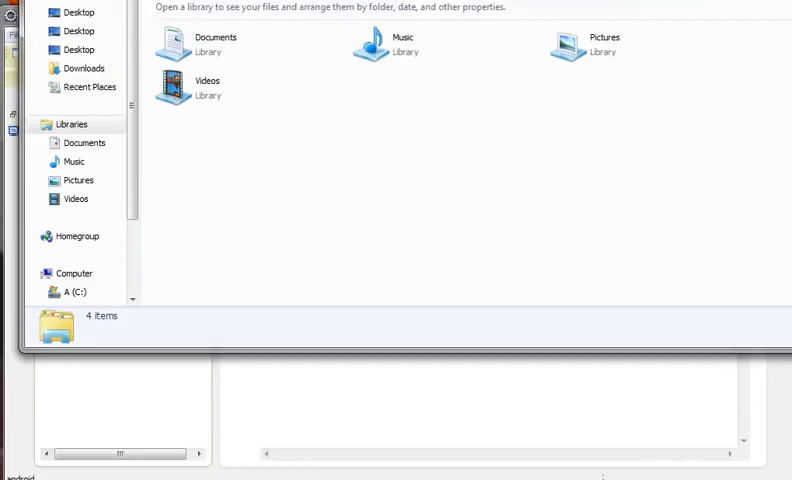 Open a library to see your files and arrange them by folder, date, and other properties.
Desktop
Desktop
Desktop
Downloads
Recent Places
Libraries
Documents
Music
Pictures
Videos
Homegroup
Computer
A (C:)
Documents
Library
Music
Library
Pictures
Library
Videos
Library
4 items
android